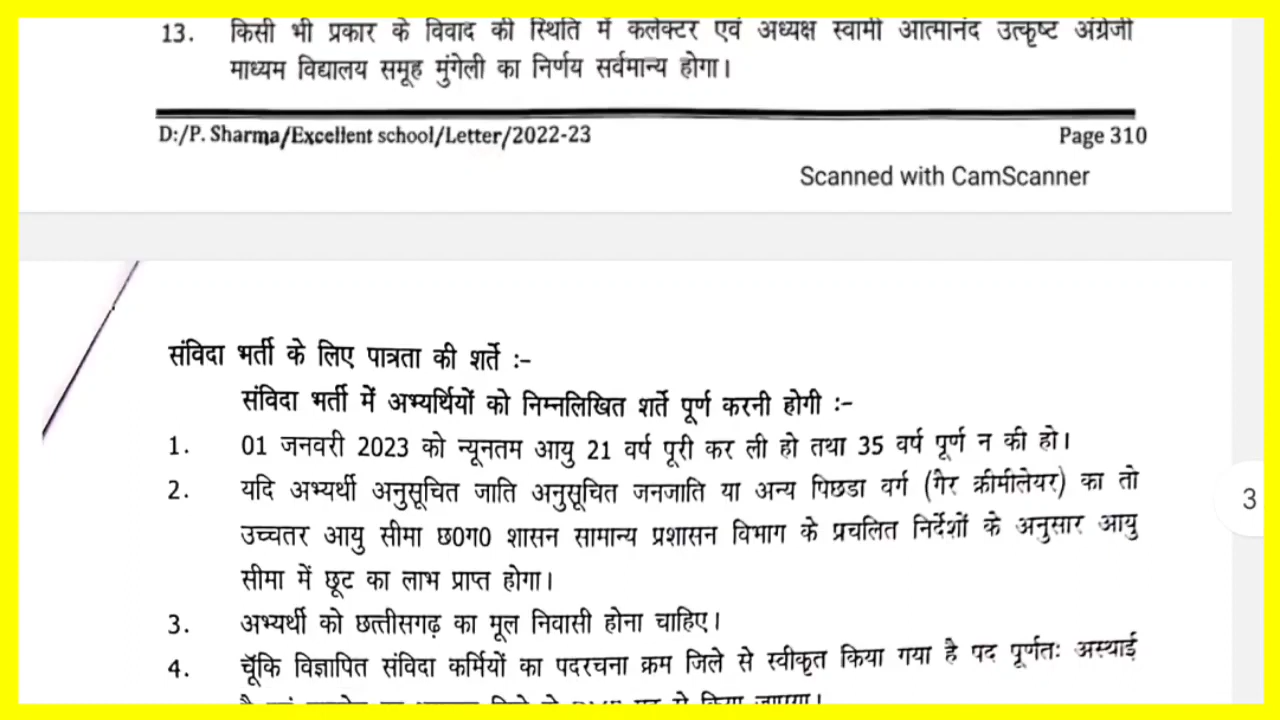 13. किसी भी प्रकार के विवाद की स्थिति में कलेक्टर एवं अध्यक्ष स्वामी आत्मानंद उत्कृष्ट अंग्रेजी
माध्यम विद्यालय समूह मुंगेली का निर्णय सर्वमान्य होगा।
D:/P. Sharma/Excellent school/Letter/2022-23 Page 310
Scanned with CamScanner
संविदा भर्ती के लिए पात्रता की शर्ते :-
संविदा भर्ती में अभ्यर्थियों को निम्नलिखित शर्ते पूर्ण करनी होगी :-
1. 01 जनवरी 2023 को न्यूनतम आयु 21 वर्ष पूरी कर ली हो तथा 35 वर्ष पूर्ण न की हो।
2. यदि अभ्यर्थी अनुसूचित जाति अनुसूचित जनजाति या अन्य पिछडा वर्ग (गैर क्रीमीलेयर) का तो
उच्चतर आयु सीमा छ0ग0 शासन सामान्य प्रशासन विभाग के प्रचलित निर्देशों के अनुसार आयु
सीमा में छूट का लाभ प्राप्त होगा।
3
3. अभ्यर्थी को छत्तीसगढ़ का मूल निवासी होना चाहिए।
4. चूॅकि विज्ञापित संविदा कर्मियों का पदरचना क्रम जिले से स्वीकृत किया गया है पद पूर्णतः अस्थाई
से किया जाएगा।